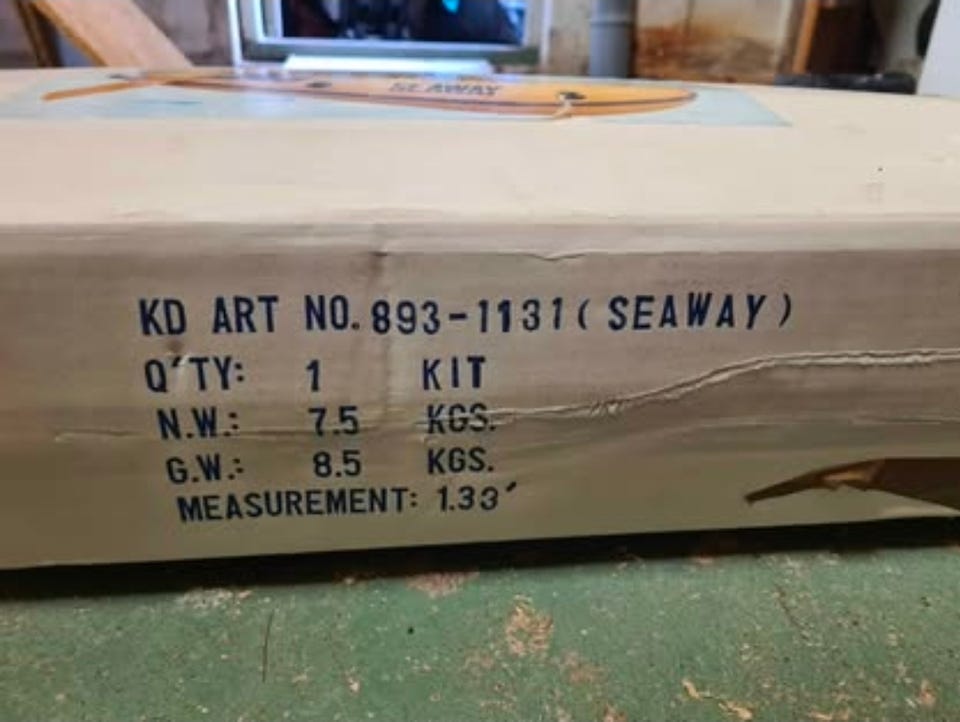 SEAWAY
KD ART NO. 893-1131 ( SEAWAY )
Q'TY: 1 KIT
N.W.: 7.5 KGS.
G.W.: 8.5 KGS.
MEASUREMENT: 1.33'